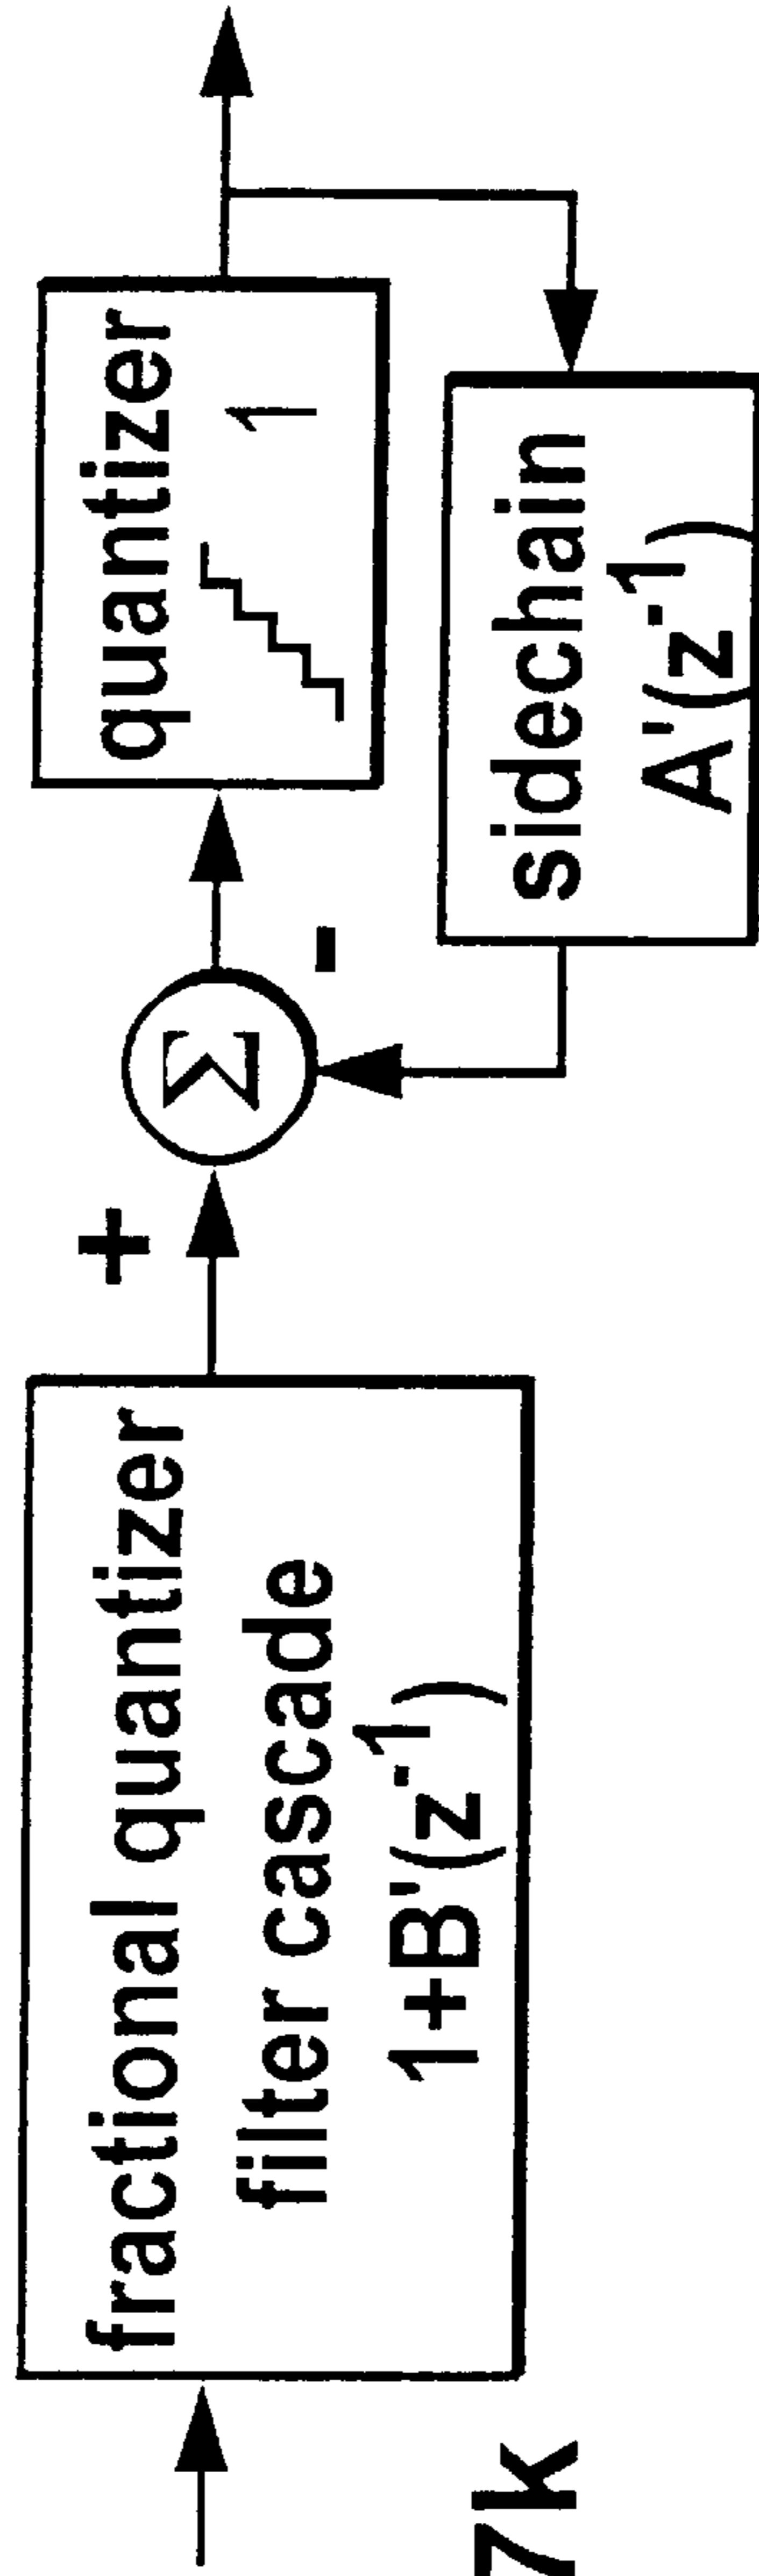 fractional quantizer
filter cascade
1+B'(z⁻¹)
+
Σ
-
quantizer
1
sidechain
A'(z⁻¹)
7K